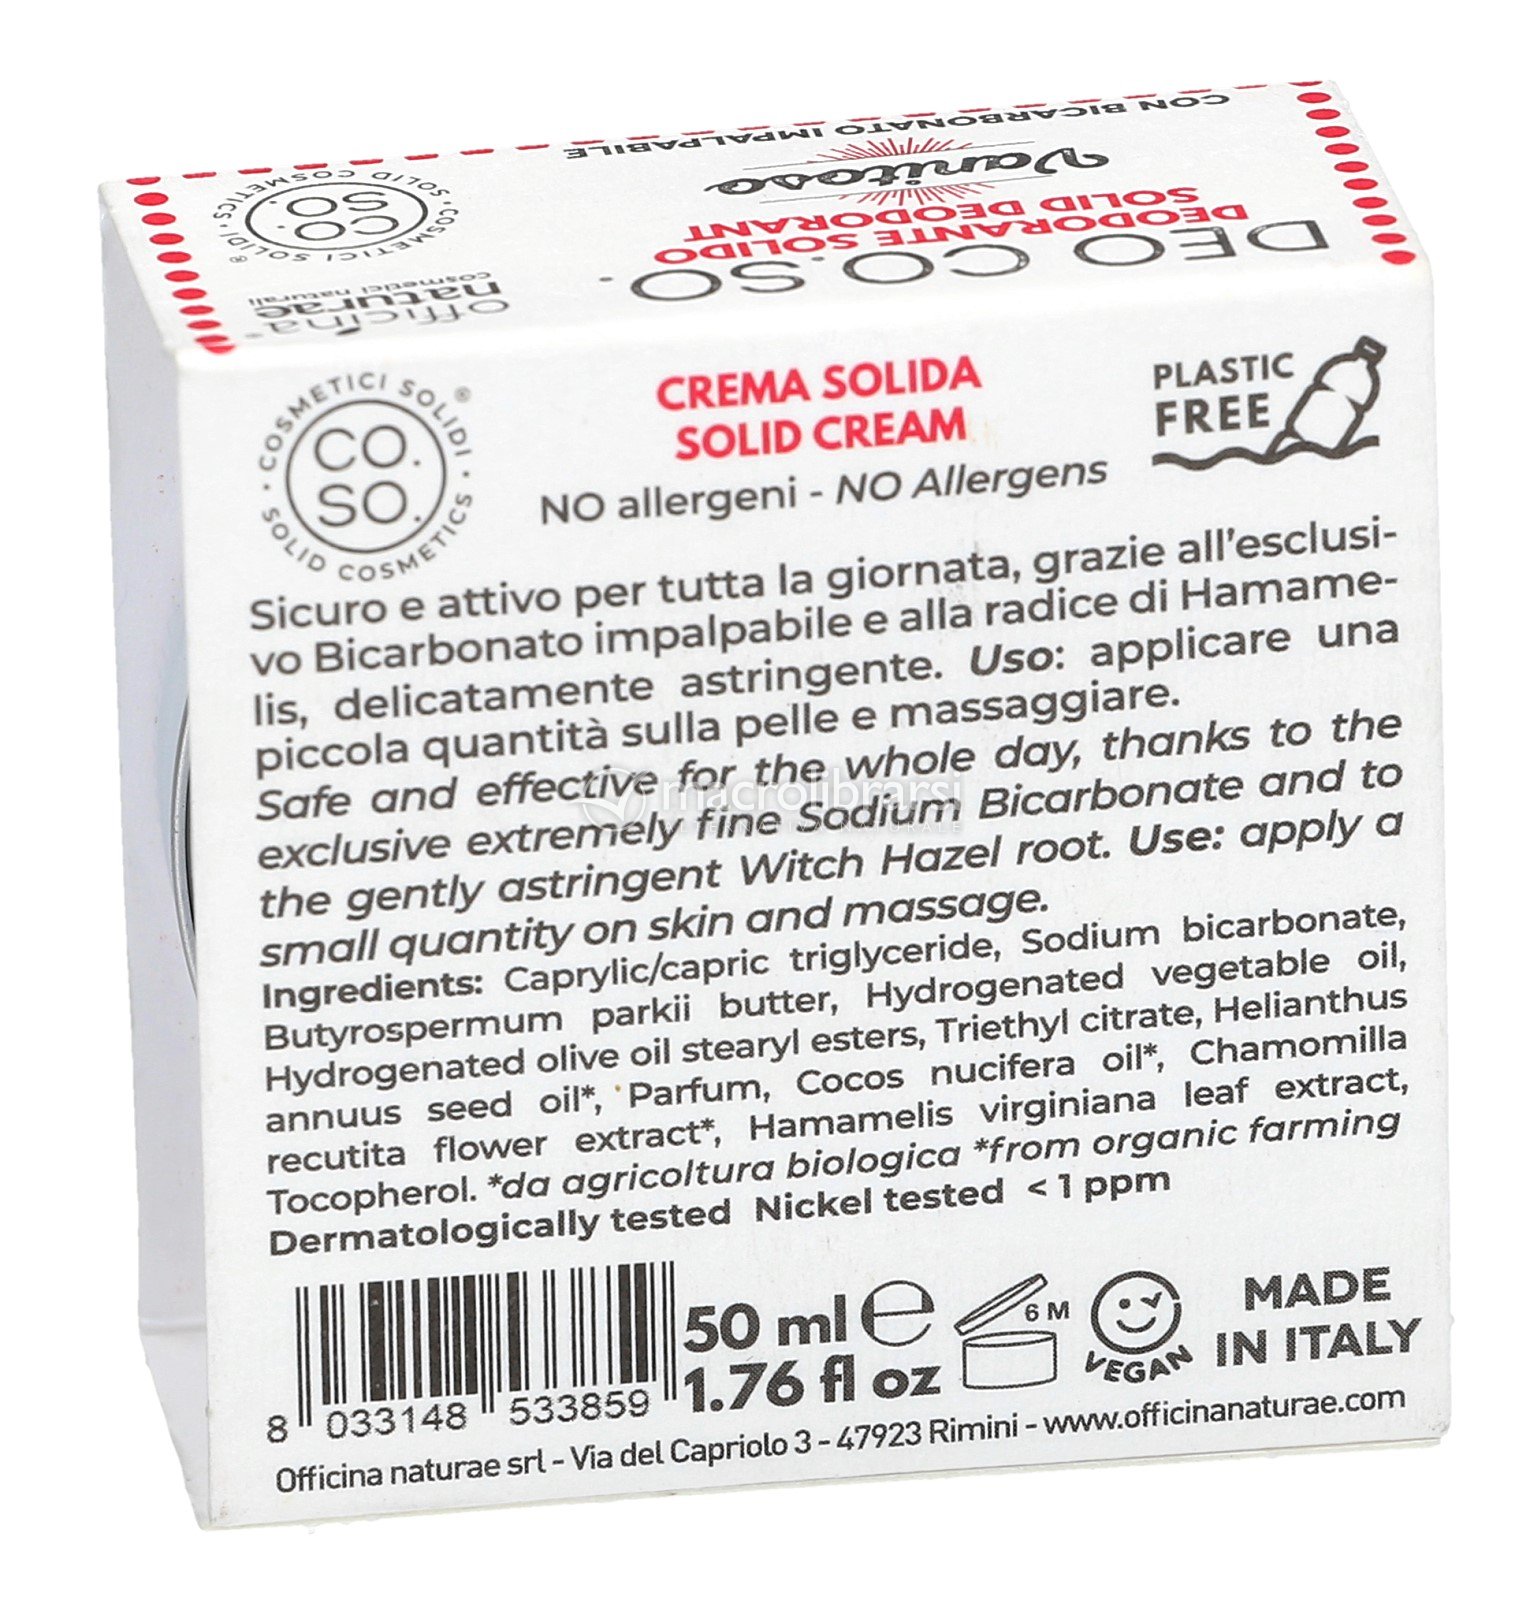 CON BICARBONATO IMPALPABILE
Vanitosa
SOLID DEODORANT
DEODORANTE SOLIDO
DEO CO.SO.
COSMETICI SOLIDI®
CO.
SO.
SOLID COSMETICS
officina
naturae
cosmetici naturali
COSMETICI SOLIDI®
CO.
SO.
SOLID COSMETICS
CREMA SOLIDA
SOLID CREAM
NO allergeni - NO Allergens
PLASTIC
FREE
Sicuro e attivo per tutta la giornata, grazie all'esclusi-
vo Bicarbonato impalpabile e alla radice di Hamame-
lis, delicatamente astringente. Uso: applicare una
piccola quantità sulla pelle e massaggiare.
Safe and effective for the whole day, thanks to the
exclusive extremely fine Sodium Bicarbonate and to
the gently astringent Witch Hazel root. Use: apply a
small quantity on skin and massage.
Ingredients: Caprylic/capric triglyceride, Sodium bicarbonate,
Butyrospermum parkii butter, Hydrogenated vegetable oil,
Hydrogenated olive oil stearyl esters, Triethyl citrate, Helianthus
annuus seed oil*, Parfum, Cocos nucifera oil*, Chamomilla
recutita flower extract*, Hamamelis virginiana leaf extract,
Tocopherol. *da agricoltura biologica *from organic farming
Dermatologically tested Nickel tested < 1 ppm
macrolibrarsi
8 033148 533859
50 ml e
1.76 fl oz
6 M
VEGAN
MADE
IN ITALY
Officina naturae srl - Via del Capriolo 3 - 47923 Rimini - www.officinanaturae.com